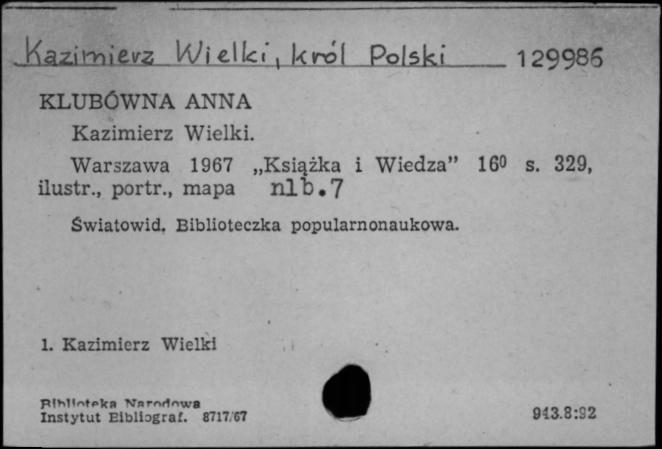 Kazimierz Wielki, król Polski 129986
KLUBÓWNA ANNA
Kazimierz Wielki.
Warszawa 1967 „Książka i Wiedza” 16⁰ s. 329,
ilustr., portr., mapa nlb.7
Światowid. Biblioteczka popularnonaukowa.
1. Kazimierz Wielki
Biblioteka Narodowa
Instytut Bibliograf. 8717/67
943.8:92